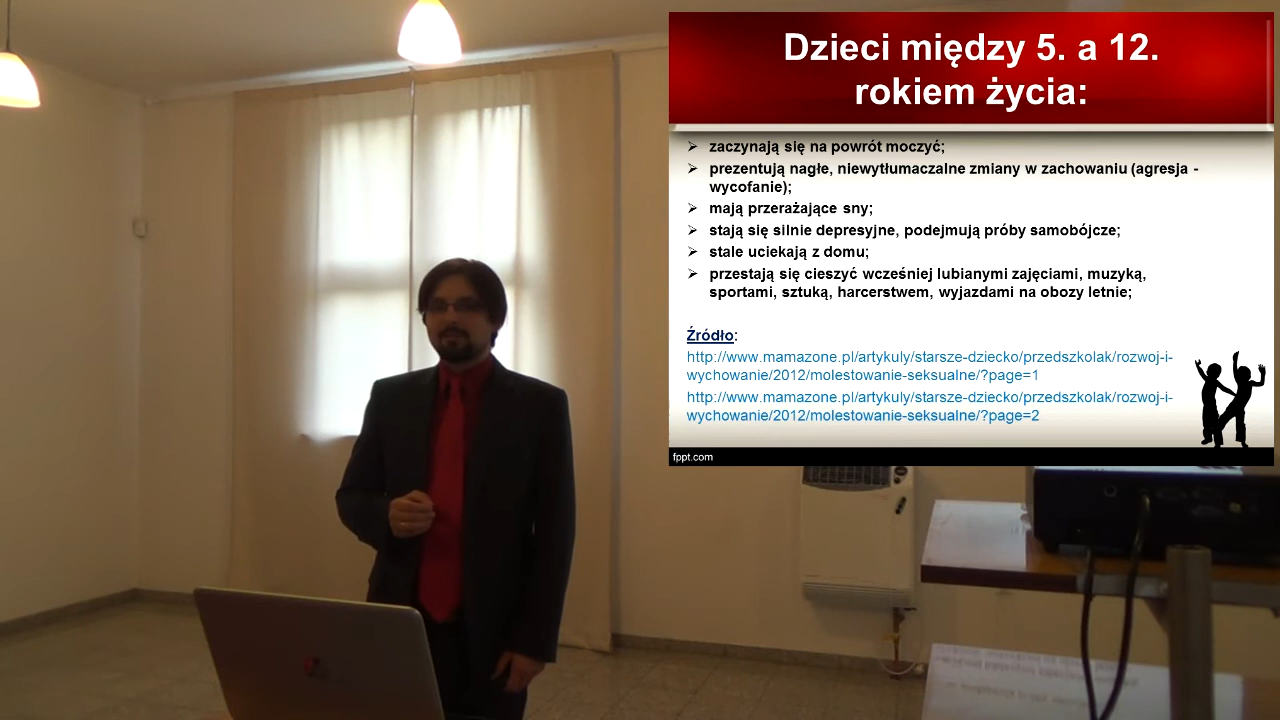 Dzieci między 5. a 12.
rokiem życia:
zaczynają się na powrót moczyć;
prezentują nagłe, niewytłumaczalne zmiany w zachowaniu (agresja -
wycofanie);
mają przerażające sny;
stają się silnie depresyjne, podejmują próby samobójcze;
stale uciekają z domu;
przestają się cieszyć wcześniej lubianymi zajęciami, muzyką,
sportami, sztuką, harcerstwem, wyjazdami na obozy letnie;
Źródło:
http://www.mamazone.pl/artykuly/starsze-dziecko/przedszkolak/rozwoj-i-
wychowanie/2012/molestowanie-seksualne/?page=1
http://www.mamazone.pl/artykuly/starsze-dziecko/przedszkolak/rozwoj-i-
wychowanie/2012/molestowanie-seksualne/?page=2
fppt.com